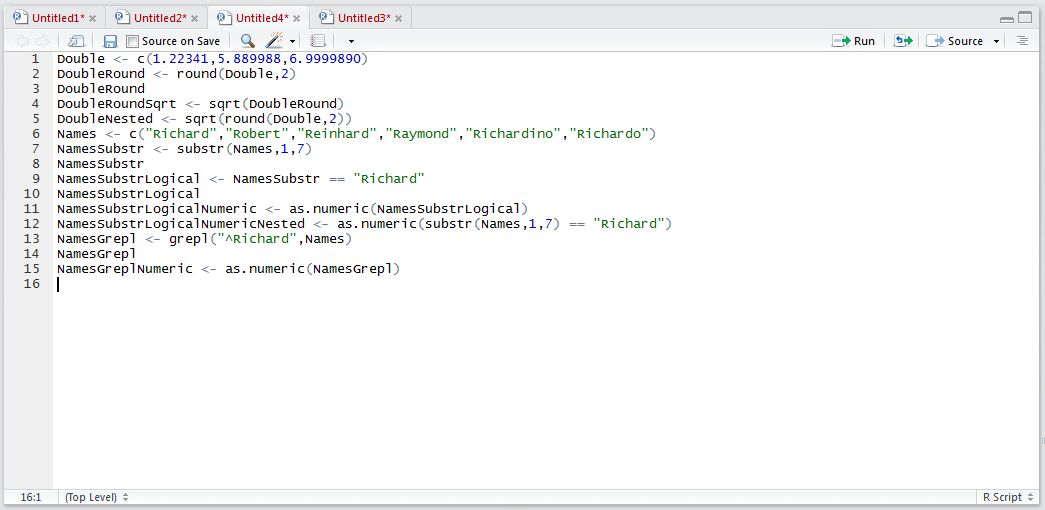 Untitled1* Untitled2* Untitled4* Untitled3*
Source on Save Run Source
1 Double <- c(1.22341,5.889988,6.9999890)
2 DoubleRound <- round(Double,2)
3 DoubleRound
4 DoubleRoundSqrt <- sqrt(DoubleRound)
5 DoubleNested <- sqrt(round(Double,2))
6 Names <- c("Richard","Robert","Reinhard","Raymond","Richardino","Richardo")
7 NamesSubstr <- substr(Names,1,7)
8 NamesSubstr
9 NamesSubstrLogical <- NamesSubstr == "Richard"
10 NamesSubstrLogical
11 NamesSubstrLogicalNumeric <- as.numeric(NamesSubstrLogical)
12 NamesSubstrLogicalNumericNested <- as.numeric(substr(Names,1,7) == "Richard")
13 NamesGrepl <- grepl("^Richard",Names)
14 NamesGrepl
15 NamesGreplNumeric <- as.numeric(NamesGrepl)
16
16:1 (Top Level) R Script